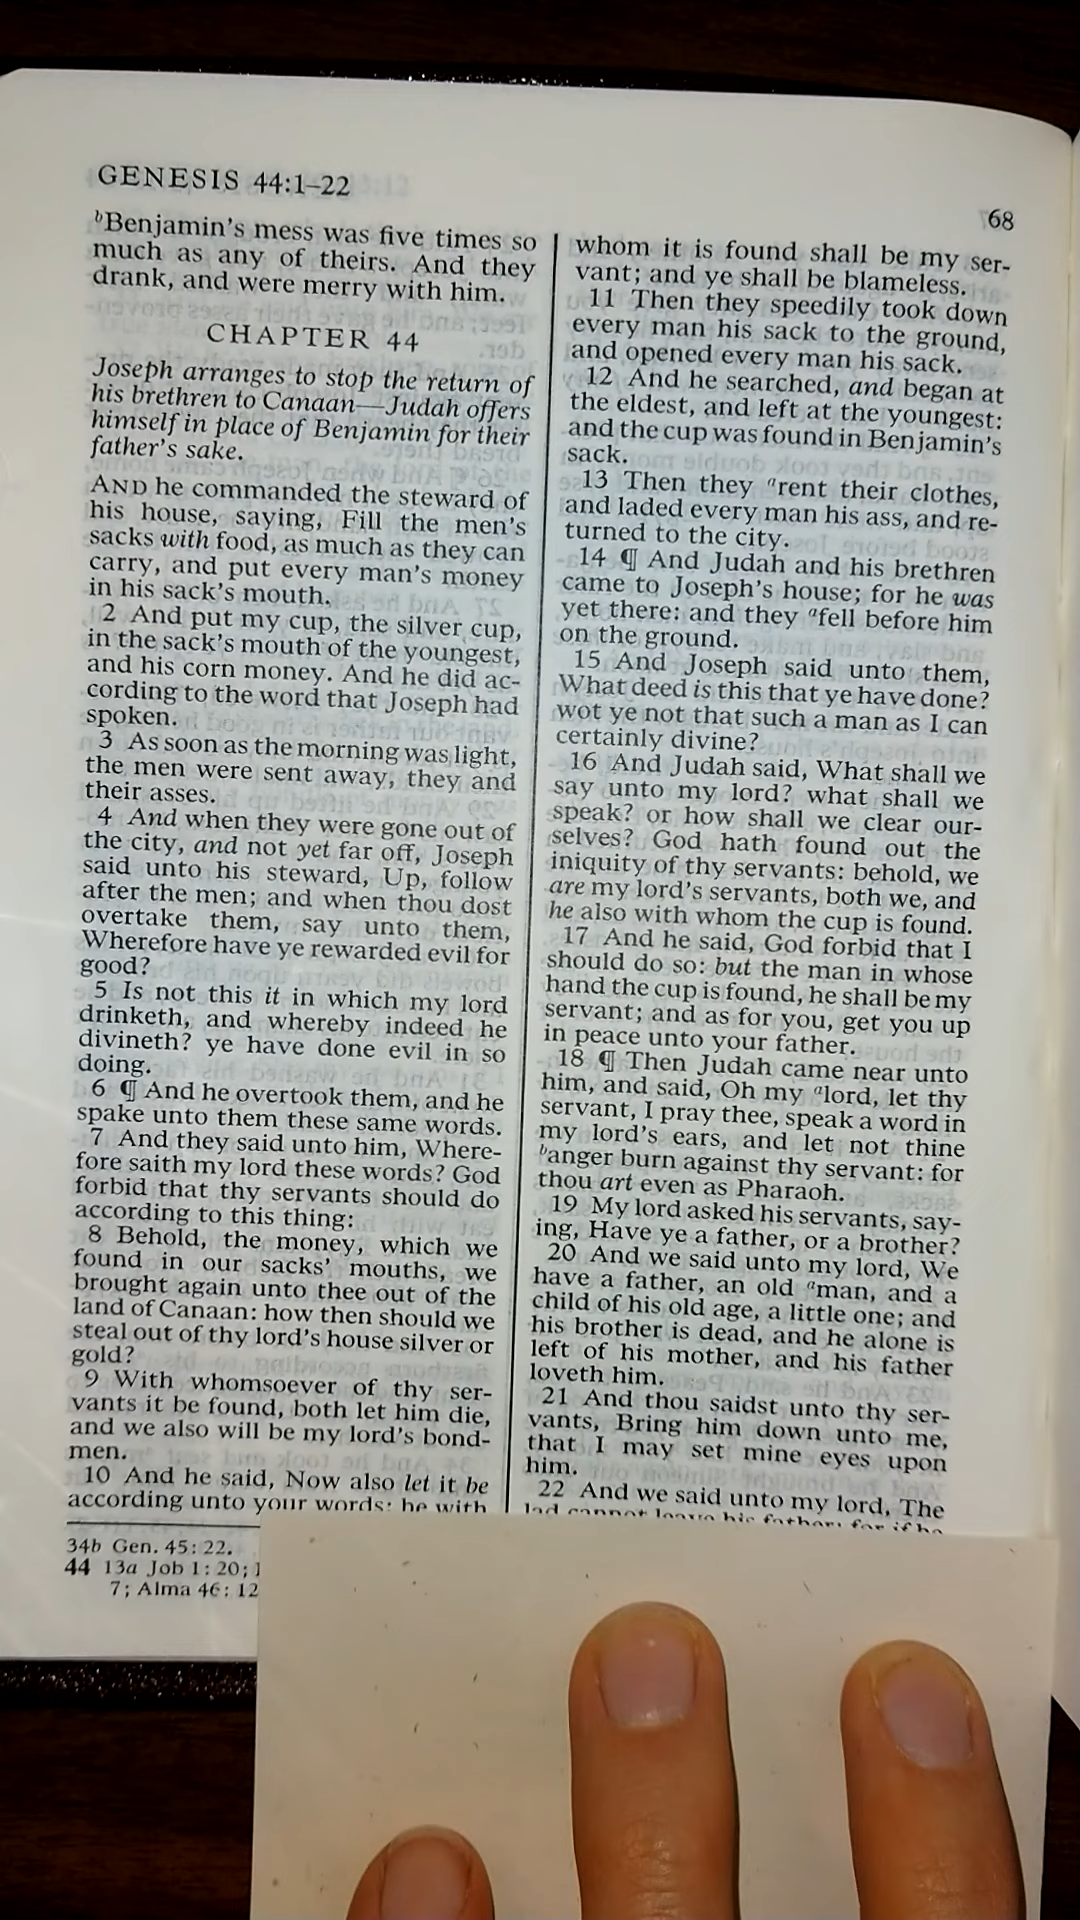 GENESIS 44:1–22
68
bBenjamin's mess was five times so
much as any of theirs. And they
drank, and were merry with him.
CHAPTER 44
Joseph arranges to stop the return of
his brethren to Canaan—Judah offers
himself in place of Benjamin for their
father's sake.
AND he commanded the steward of
his house, saying, Fill the men's
sacks with food, as much as they can
carry, and put every man's money
in his sack's mouth.
2 And put my cup, the silver cup,
in the sack's mouth of the youngest,
and his corn money. And he did ac-
cording to the word that Joseph had
spoken.
3 As soon as the morning was light,
the men were sent away, they and
their asses.
4 And when they were gone out of
the city, and not yet far off, Joseph
said unto his steward, Up, follow
after the men; and when thou dost
overtake them, say unto them,
Wherefore have ye rewarded evil for
good?
5 Is not this it in which my lord
drinketh, and whereby indeed he
divineth? ye have done evil in so
doing.
6 ¶ And he overtook them, and he
spake unto them these same words.
7 And they said unto him, Where-
fore saith my lord these words? God
forbid that thy servants should do
according to this thing:
8 Behold, the money, which we
found in our sacks' mouths, we
brought again unto thee out of the
land of Canaan: how then should we
steal out of thy lord's house silver or
gold?
9 With whomsoever of thy ser-
vants it be found, both let him die,
and we also will be my lord's bond-
men.
10 And he said, Now also let it be
according unto your words: he with
whom it is found shall be my ser-
vant; and ye shall be blameless.
11 Then they speedily took down
every man his sack to the ground,
and opened every man his sack.
12 And he searched, and began at
the eldest, and left at the youngest:
and the cup was found in Benjamin's
sack.
13 Then they arent their clothes,
and laded every man his ass, and re-
turned to the city.
14 ¶ And Judah and his brethren
came to Joseph's house; for he was
yet there: and they afell before him
on the ground.
15 And Joseph said unto them,
What deed is this that ye have done?
wot ye not that such a man as I can
certainly divine?
16 And Judah said, What shall we
say unto my lord? what shall we
speak? or how shall we clear our-
selves? God hath found out the
iniquity of thy servants: behold, we
are my lord's servants, both we, and
he also with whom the cup is found.
17 And he said, God forbid that I
should do so: but the man in whose
hand the cup is found, he shall be my
servant; and as for you, get you up
in peace unto your father.
18 ¶ Then Judah came near unto
him, and said, Oh my alord, let thy
servant, I pray thee, speak a word in
my lord's ears, and let not thine
banger burn against thy servant: for
thou art even as Pharaoh.
19 My lord asked his servants, say-
ing, Have ye a father, or a brother?
20 And we said unto my lord, We
have a father, an old aman, and a
child of his old age, a little one; and
his brother is dead, and he alone is
left of his mother, and his father
loveth him.
21 And thou saidst unto thy ser-
vants, Bring him down unto me,
that I may set mine eyes upon
him.
22 And we said unto my lord, The
lad cannot leave his father: for if he
34b Gen. 45:22.
44 13a Job 1:20;
7; Alma 46:12